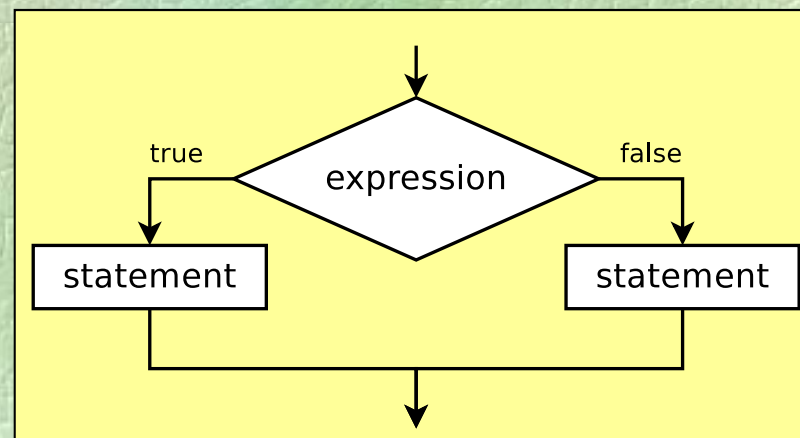 true
false
expression
statement
statement